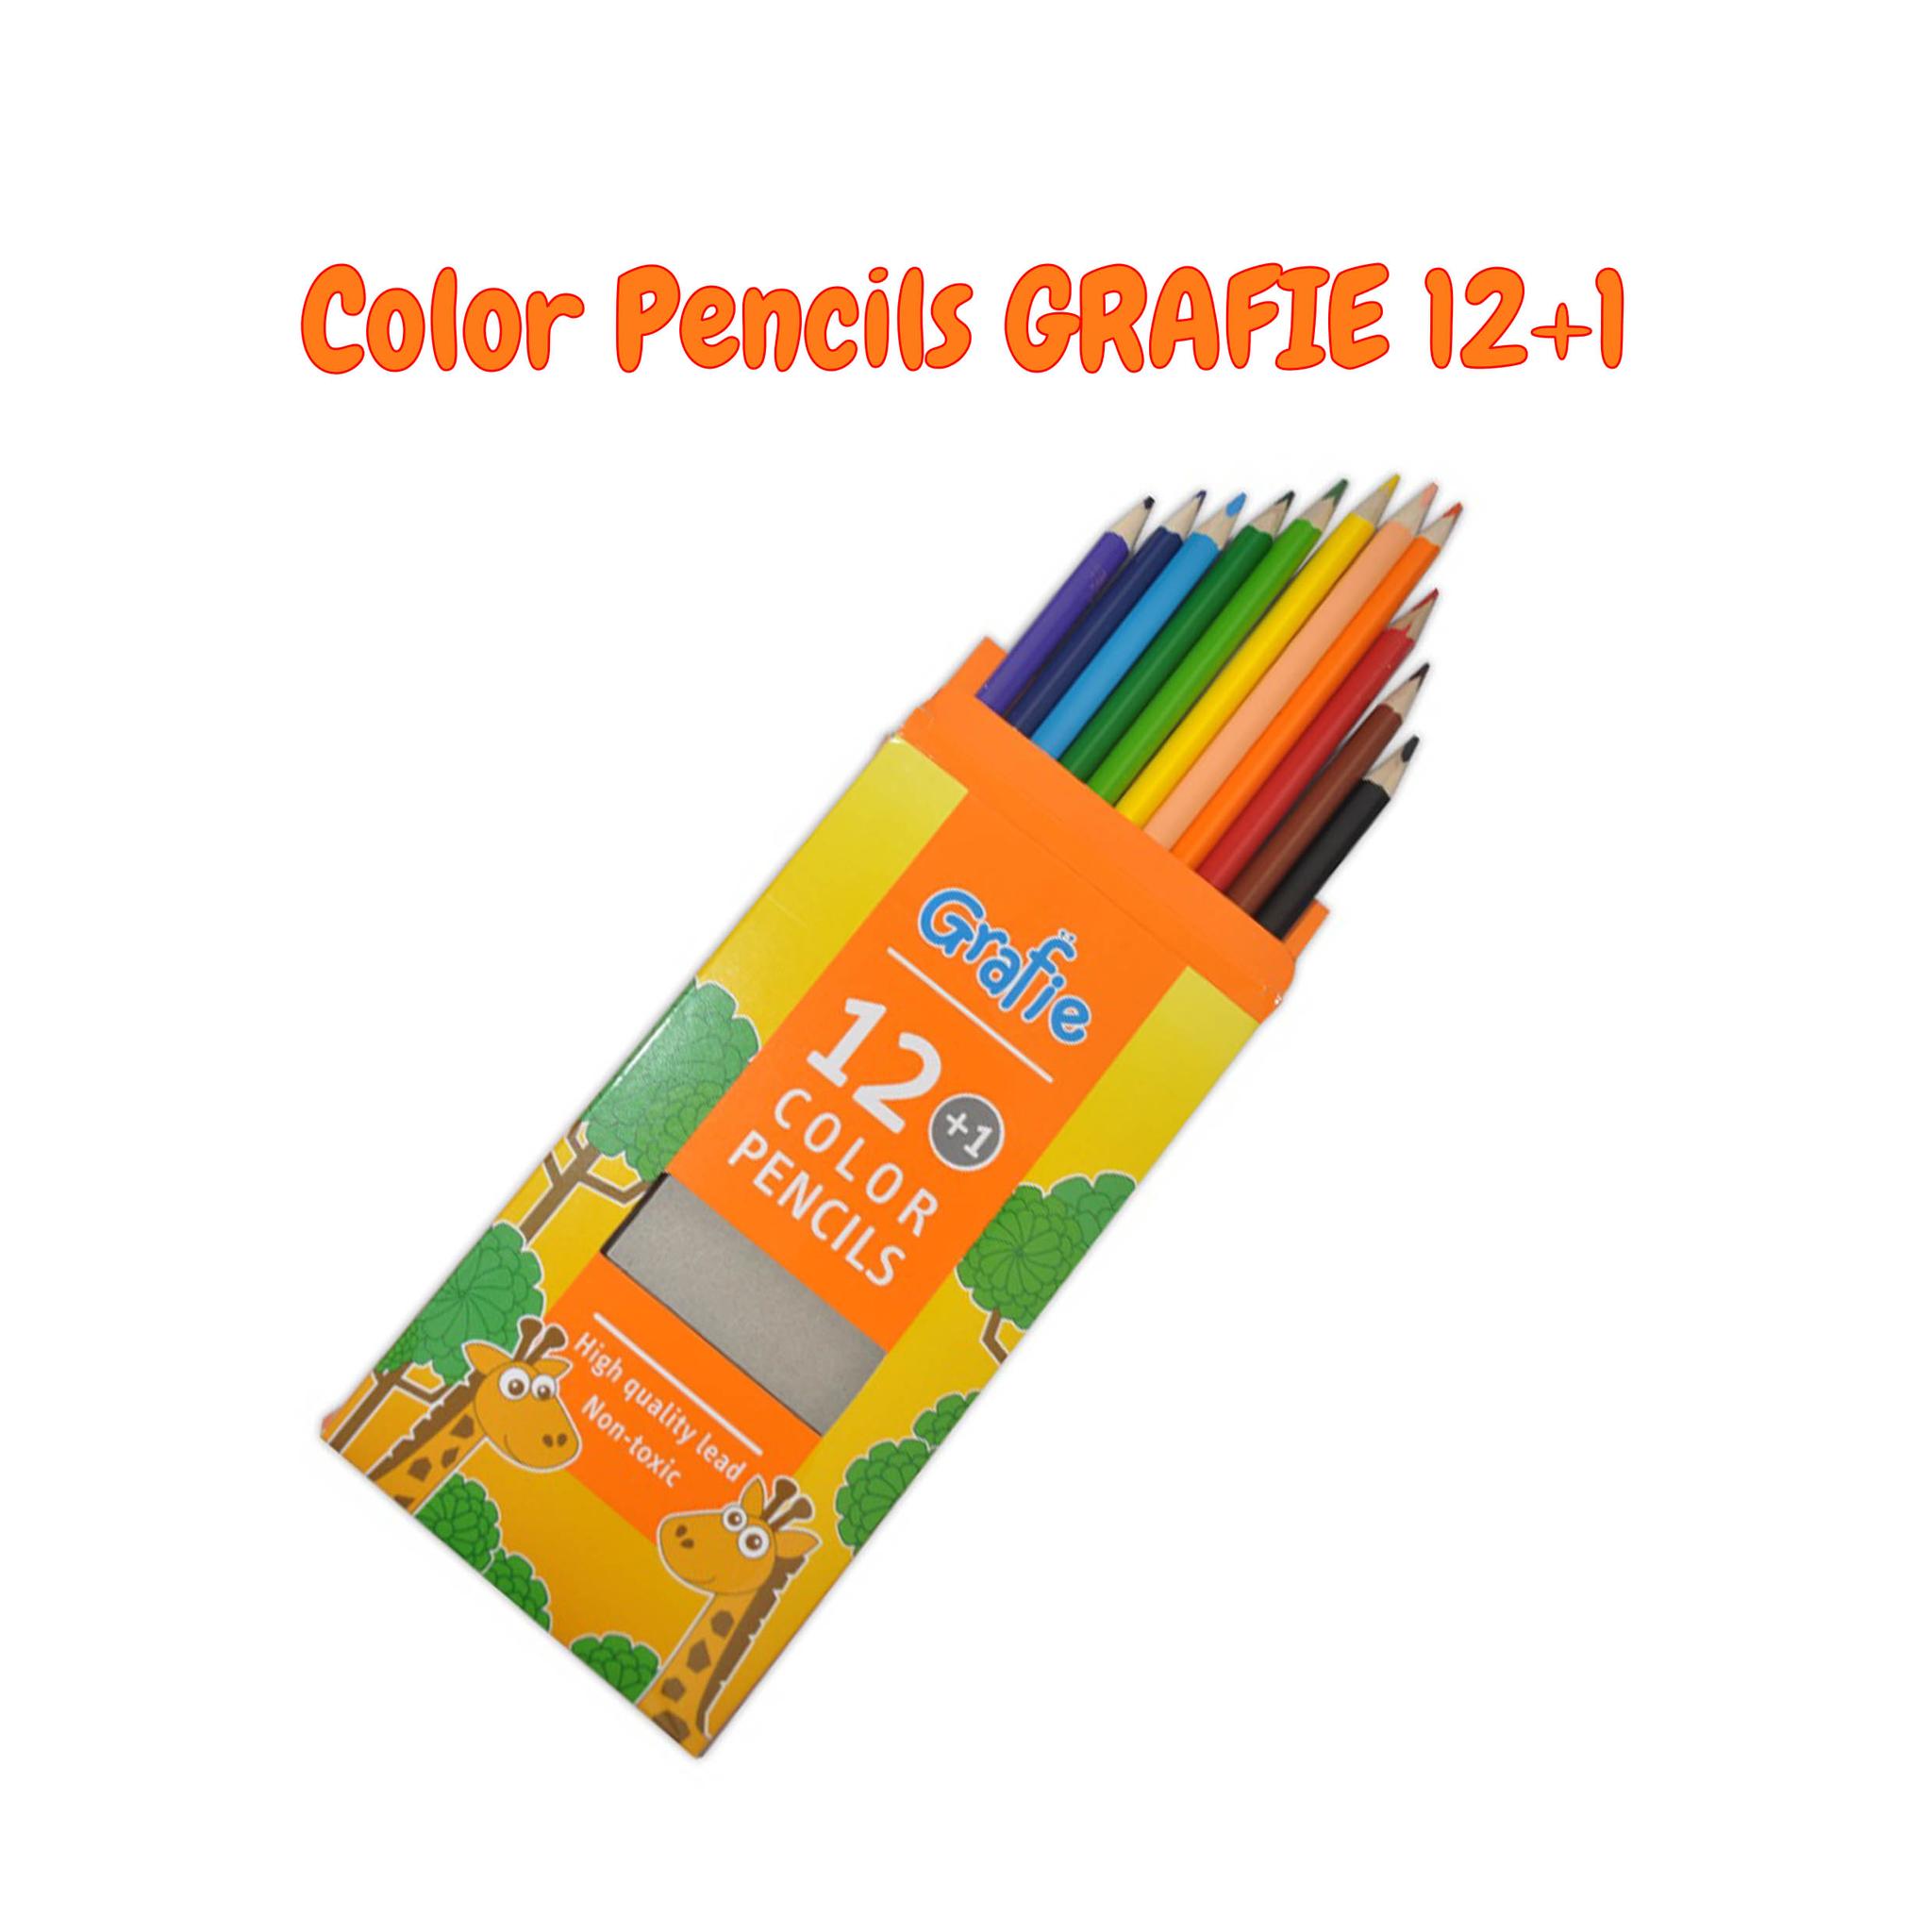 Color Pencils GRAFIE 12+1
Grafie
12 +1
COLOR
PENCILS
High quality lead
Non-toxic